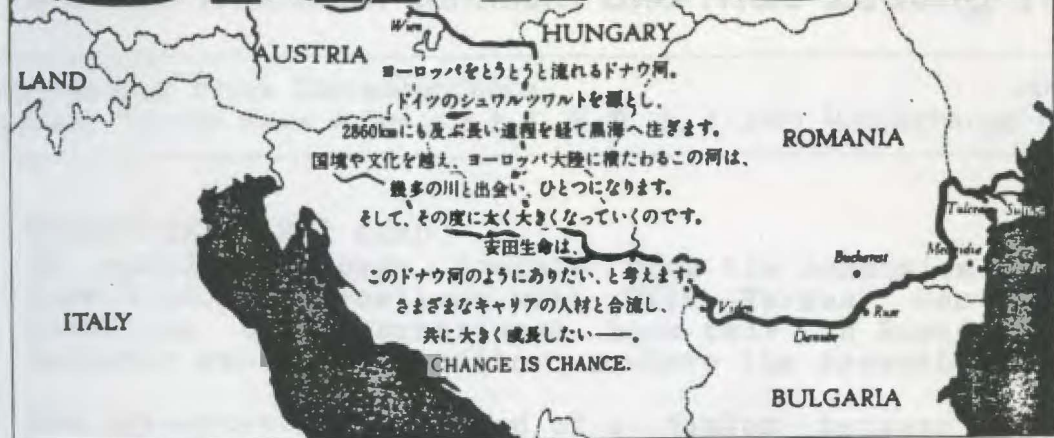 Wien
HUNGARY
AUSTRIA
LAND
ヨーロッパをとうとうと流れるドナウ河。
ドイツのシュワルツワルトを源とし、
2860kmにも及ぶ長い道程を経て黒海へ注ぎます。
国境や文化を越え、ヨーロッパ大陸に横たわるこの河は、
幾多の川と出会い、ひとつになります。
そして、その度に太く大きくなっていくのです。
安田生命は、
このドナウ河のようにありたい、と考えます。
さまざまなキャリアの人材と合流し、
共に大きく成長したい——。
CHANGE IS CHANCE.
ROMANIA
Tulcea
Bucharest
Vidin
Ruse
Danube
ITALY
BULGARIA